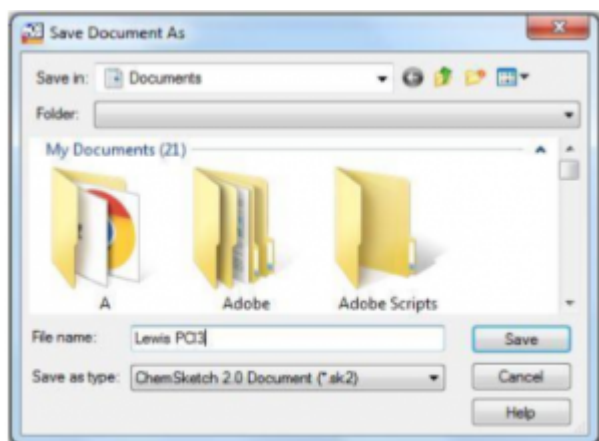 Save Document As
Save in: Documents
Folder:
My Documents (21)
A Adobe Adobe Scripts
File name: Lewis PCl3 Save
Save as type: ChemSketch 2.0 Document (*.sk2) Cancel
Help